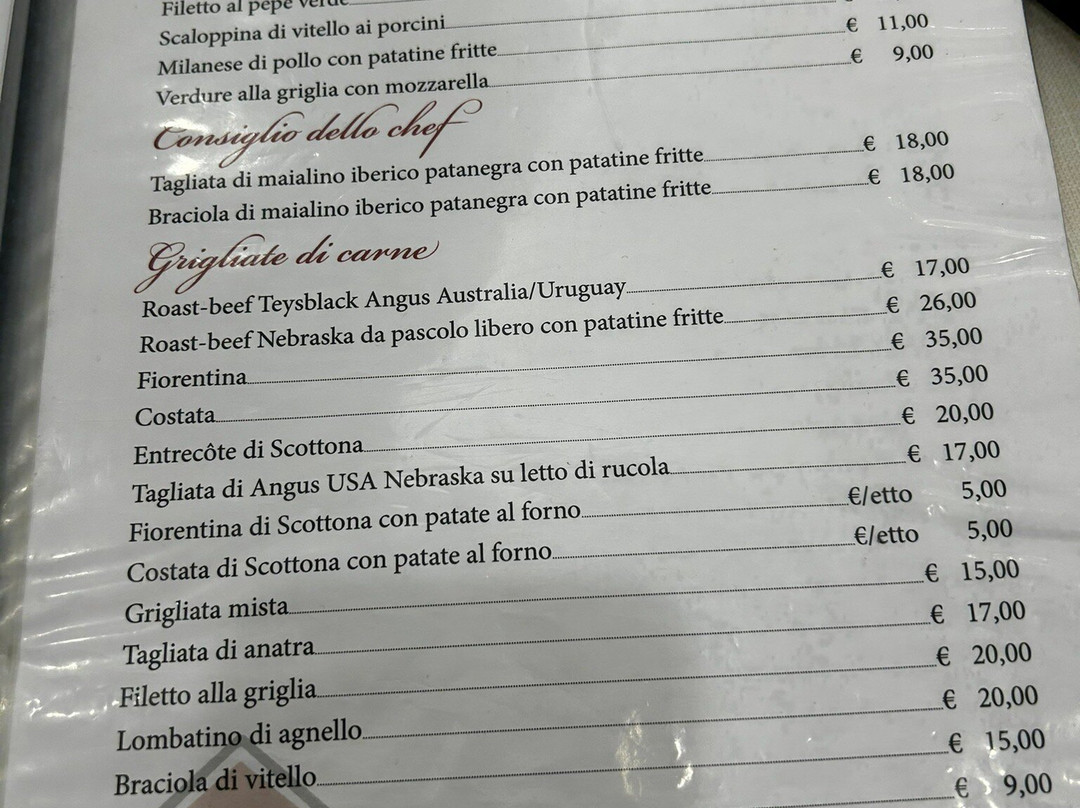 Filetto al pepe verde
Scaloppina di vitello ai porcini
Milanese di pollo con patatine fritte € 11,00
Verdure alla griglia con mozzarella € 9,00
Consiglio dello chef
Tagliata di maialino iberico patanegra con patatine fritte € 18,00
Braciola di maialino iberico patanegra con patatine fritte € 18,00
Grigliate di carne
Roast-beef Teysblack Angus Australia/Uruguay € 17,00
Roast-beef Nebraska da pascolo libero con patatine fritte € 26,00
Fiorentina € 35,00
Costata € 35,00
Entrecôte di Scottona € 20,00
Tagliata di Angus USA Nebraska su letto di rucola € 17,00
Fiorentina di Scottona con patate al forno €/etto 5,00
Costata di Scottona con patate al forno €/etto 5,00
Grigliata mista € 15,00
Tagliata di anatra € 17,00
Filetto alla griglia € 20,00
Lombatino di agnello € 20,00
Braciola di vitello € 15,00
€ 9,00